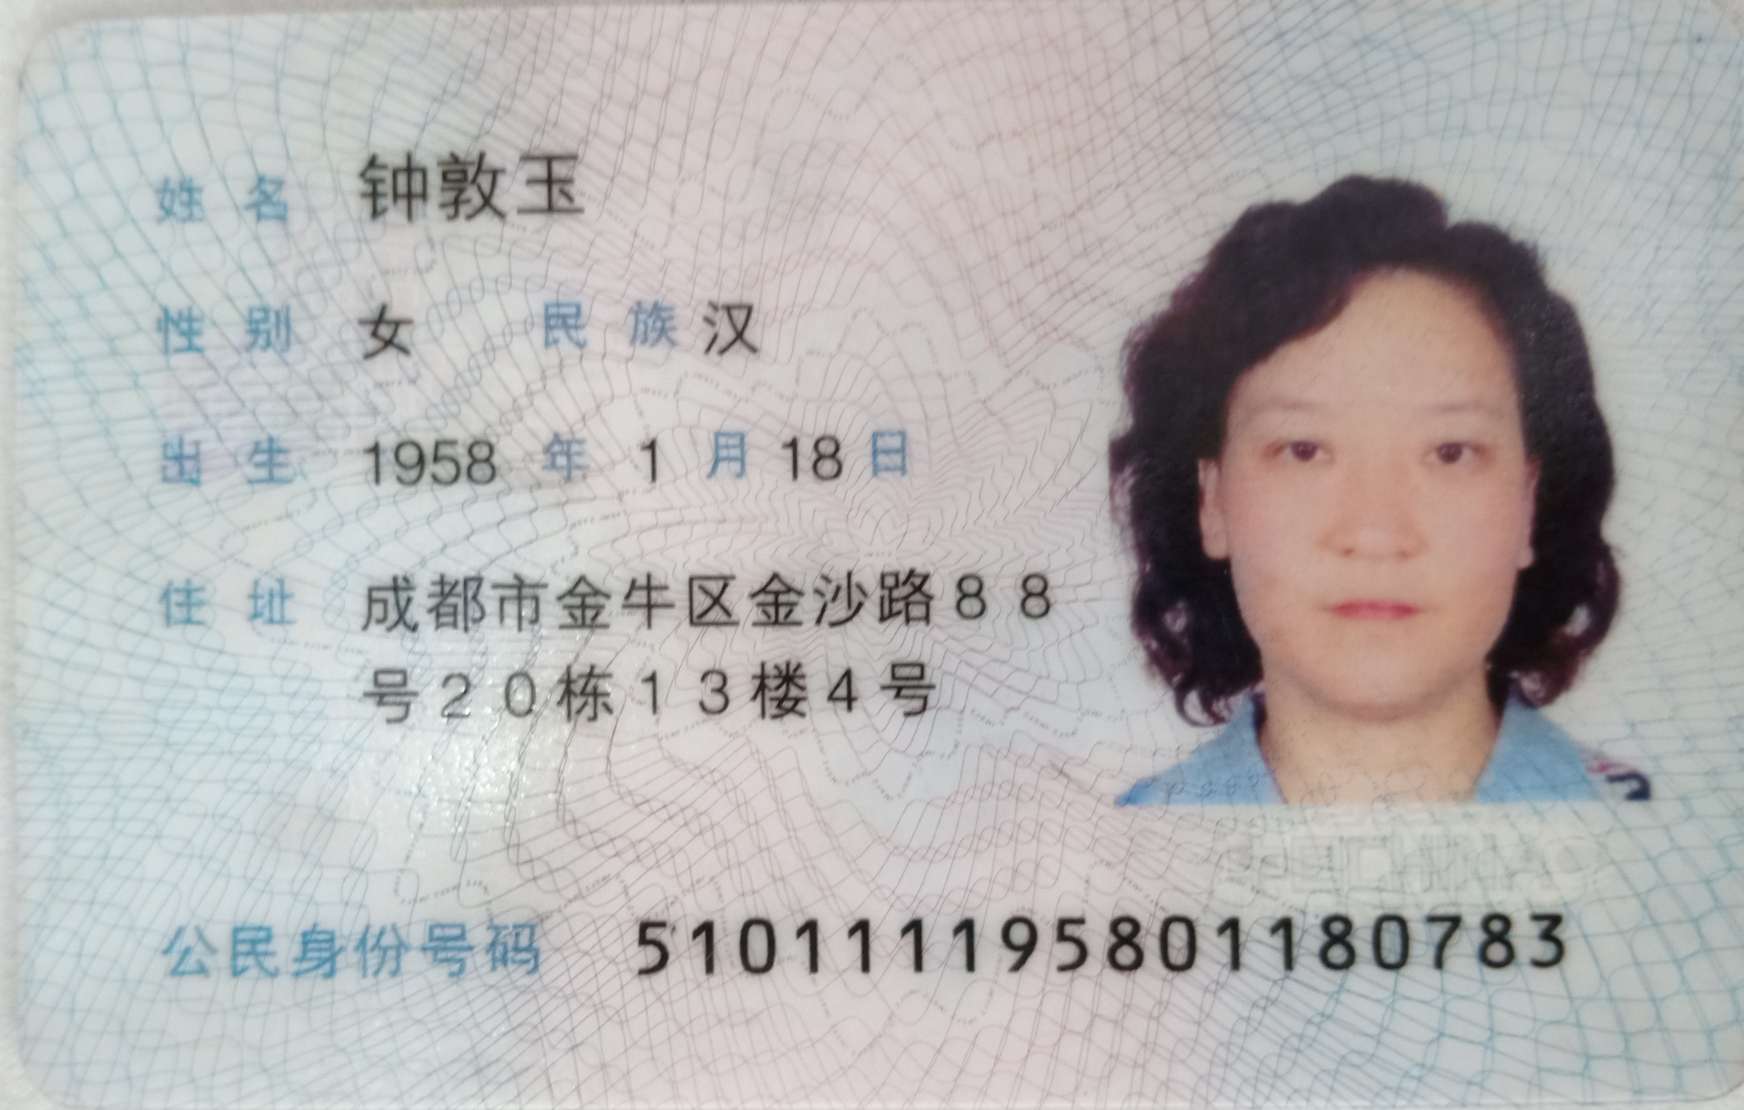 姓名 钟敦玉
性别 女 民族 汉
出生 1958 年 1 月 18 日
住址 成都市金牛区金沙路88
号20栋13楼4号
公民身份号码 510111195801180783